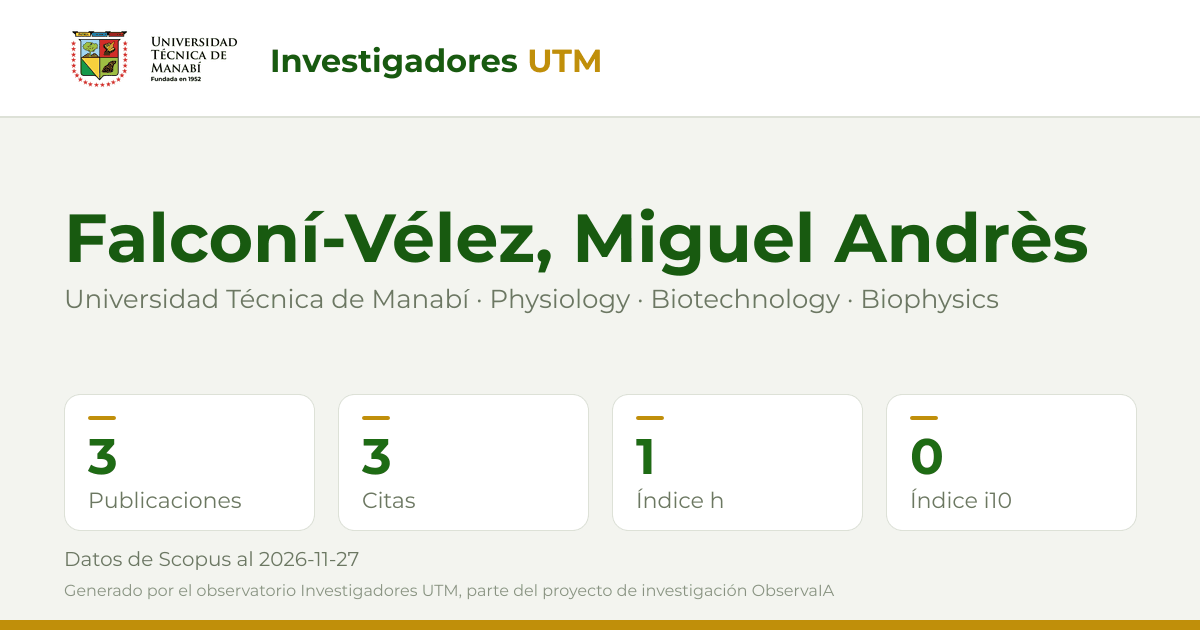 UNIVERSIDAD
TÉCNICA DE
MANABÍ
Fundada en 1952
Investigadores UTM
Falconí-Vélez, Miguel Andrès
Universidad Técnica de Manabí · Physiology · Biotechnology · Biophysics
3
Publicaciones
3
Citas
1
Índice h
0
Índice i10
Datos de Scopus al 2026-11-27
Generado por el observatorio Investigadores UTM, parte del proyecto de investigación ObservaIA